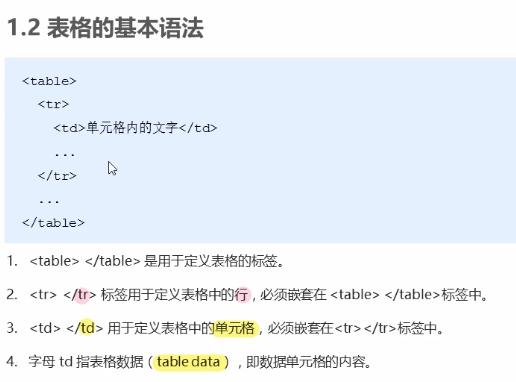 1.2 表格的基本语法
<table>
<tr>
<td>单元格内的文字</td>
...
</tr>
...
</table>
1. <table> </table> 是用于定义表格的标签。
2. <tr> </tr> 标签用于定义表格中的行，必须嵌套在 <table> </table>标签中。
3. <td> </td> 用于定义表格中的单元格，必须嵌套在<tr></tr>标签中。
4. 字母 td 指表格数据（table data），即数据单元格的内容。